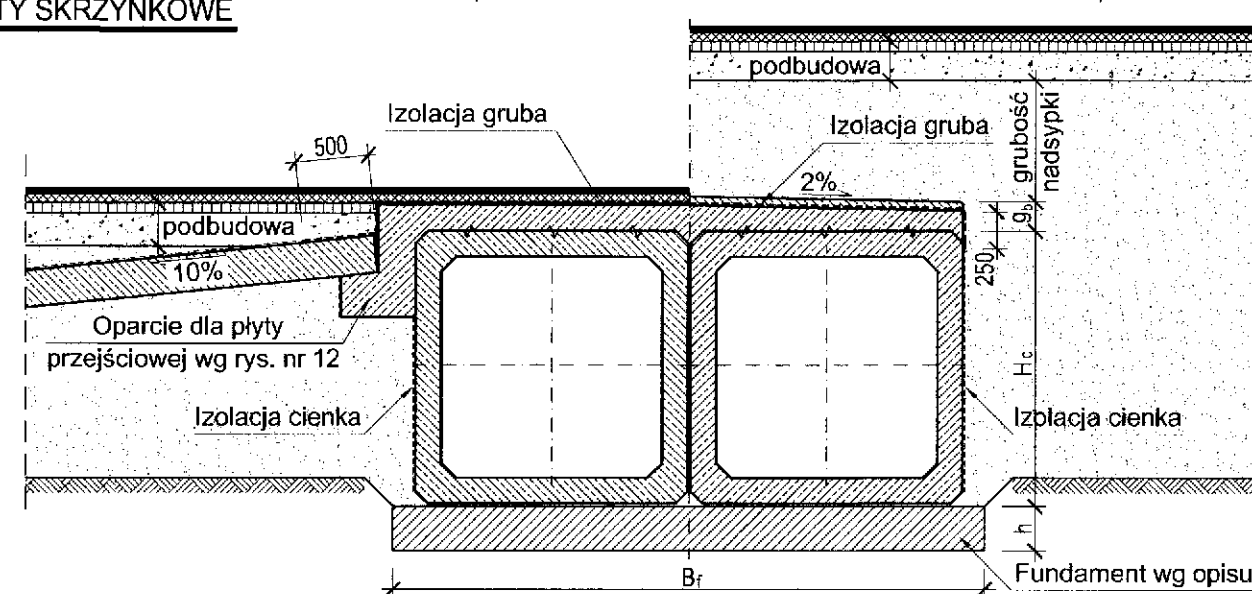 TY SKRZYNKOWE
podbudowa
Izolacja gruba
Izolacja gruba
grubość
nadsypki
500
2%
podbudowa
gb
10%
250
Oparcie dla płyty
przejściowej wg rys. nr 12
Hc
Izolacja cienka
Izolacja cienka
h
Bf
Fundament wg opisu